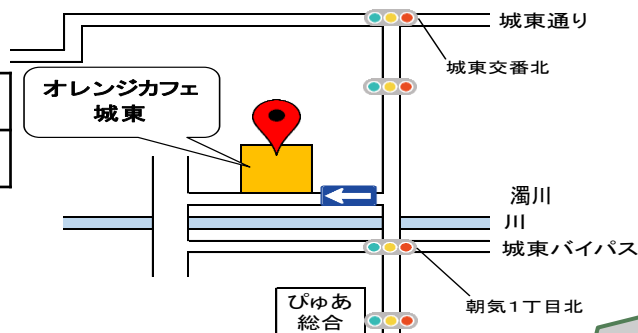 城東通り
城東交番北
オレンジカフェ
城東
濁川
川
城東バイパス
朝気1丁目北
ぴゅあ
総合